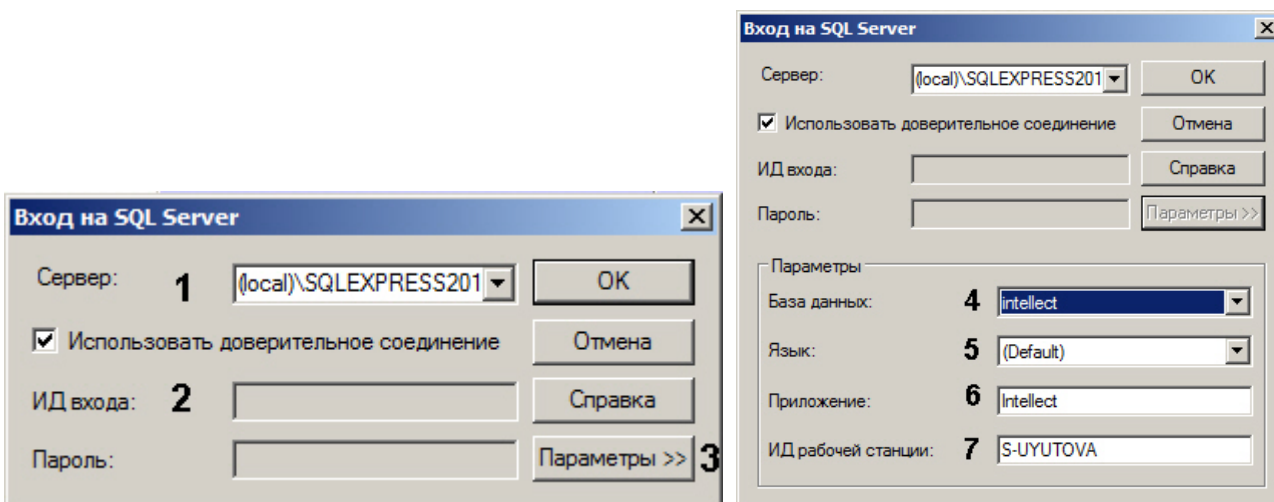 Вход на SQL Server
Сервер: 1 (local)\SQLEXPRESS201 OK
Использовать доверительное соединение Отмена
ИД входа: 2 Справка
Пароль: Параметры >> 3
Вход на SQL Server
Сервер: (local)\SQLEXPRESS201 OK
Использовать доверительное соединение Отмена
ИД входа: Справка
Пароль: Параметры >>
Параметры
База данных: 4 intellect
Язык: 5 (Default)
Приложение: 6 Intellect
ИД рабочей станции: 7 S-UYUTOVA